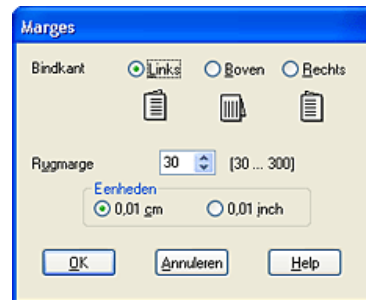 Marges
Bindkant Links Boven Rechts
Rugmarge 30 (30 ... 300)
Eenheden
0,01 cm 0,01 inch
OK Annuleren Help